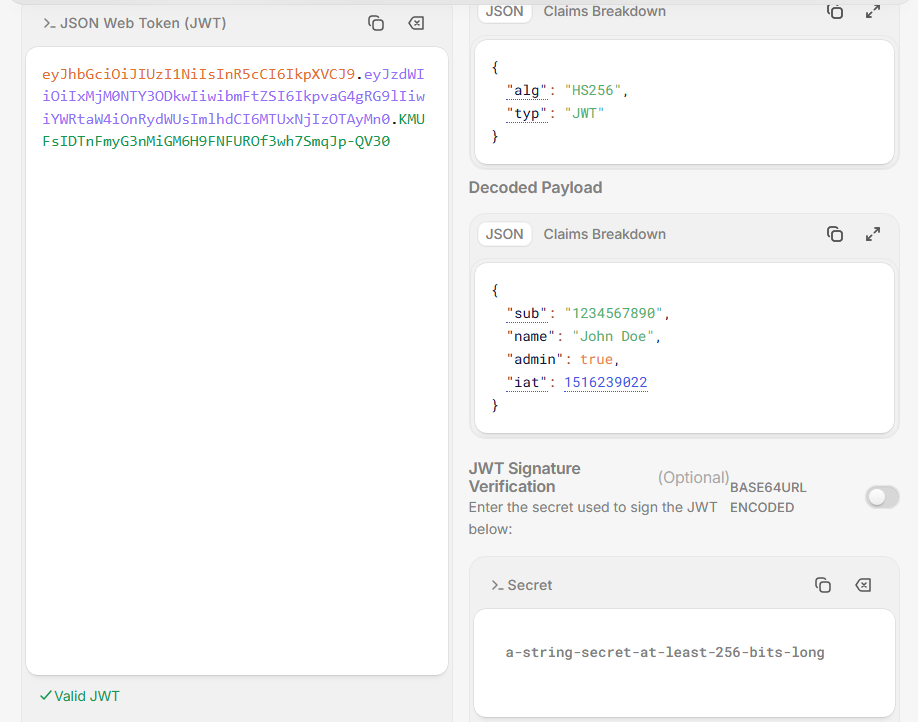 JSON Web Token (JWT)
eyJhbGciOiJIUzI1NiIsInR5cCI6IkpXVCJ9.eyJzdWI
iOiIxMjM0NTY3ODkwIiwibmFtZSI6IkpvaG4gRG9lIiw
iYWRtaW4iOnRydWUsImlhdCI6MTUxNjIzOTAyMn0.KMU
FsIDTnFmyG3nMiGM6H9FNFUROf3wh7SmqJp-QV30
Valid JWT
JSON Claims Breakdown
{
"alg": "HS256",
"typ": "JWT"
}
Decoded Payload
JSON Claims Breakdown
{
"sub": "1234567890",
"name": "John Doe",
"admin": true,
"iat": 1516239022
}
JWT Signature
Verification
(Optional)
Enter the secret used to sign the JWT
below:
BASE64URL
ENCODED
Secret
a-string-secret-at-least-256-bits-long